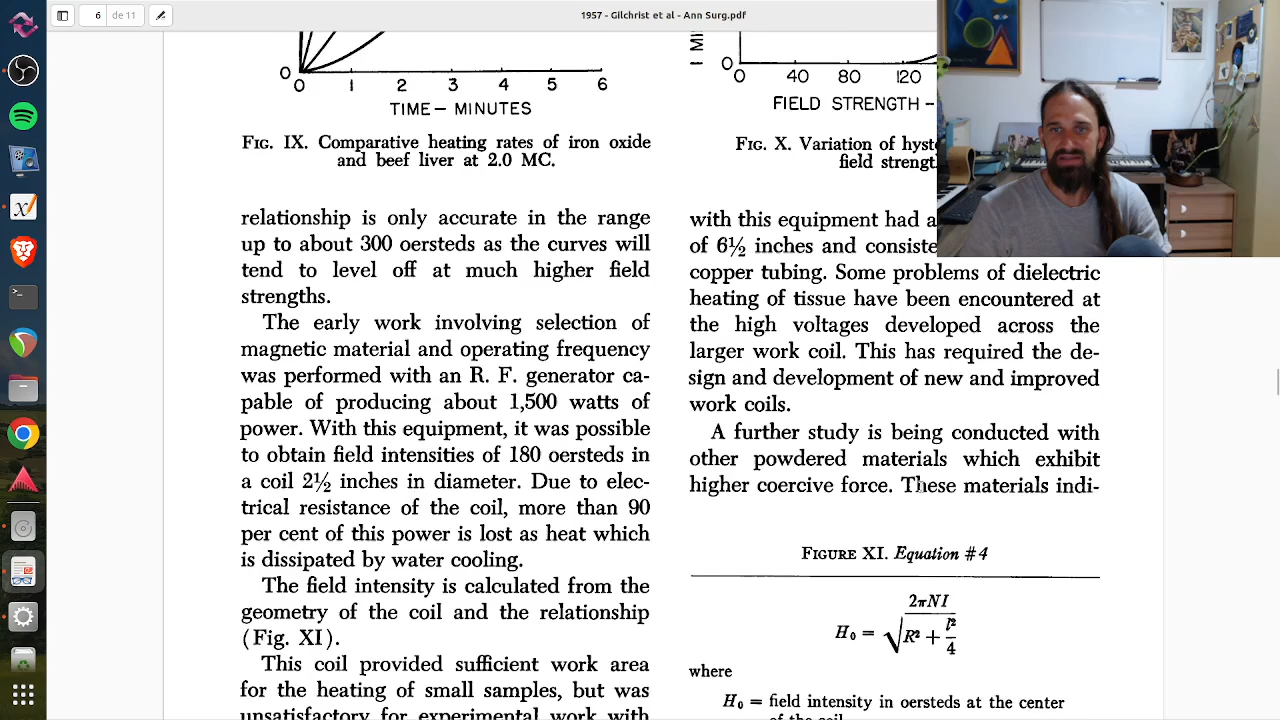 6
de 11
1957 - Gilchrist et al - Ann Surg.pdf
0
0 1 2 3 4 5 6
TIME— MINUTES
FIG. IX. Comparative heating rates of iron oxide
and beef liver at 2.0 MC.
relationship is only accurate in the range
up to about 300 oersteds as the curves will
tend to level off at much higher field
strengths.
The early work involving selection of
magnetic material and operating frequency
was performed with an R. F. generator ca-
pable of producing about 1,500 watts of
power. With this equipment, it was possible
to obtain field intensities of 180 oersteds in
a coil 2½ inches in diameter. Due to elec-
trical resistance of the coil, more than 90
per cent of this power is lost as heat which
is dissipated by water cooling.
The field intensity is calculated from the
geometry of the coil and the relationship
(Fig. XI).
This coil provided sufficient work area
for the heating of small samples, but was
unsatisfactory for experimental work with
0
0 40 80 120
FIELD STRENGTH -
FIG. X. Variation of
field
with this equipment had a
of 6½ inches and
copper tubing. Some problems of dielectric
heating of tissue have been encountered at
the high voltages developed across the
larger work coil. This has required the de-
sign and development of new and improved
work coils.
A further study is being conducted with
other powdered materials which exhibit
higher coercive force. These materials indi-
FIGURE XI. Equation #4
H₀ = 2πNI / √(R² + l²/4)
where
H₀ = field intensity in oersteds at the center
of the coil